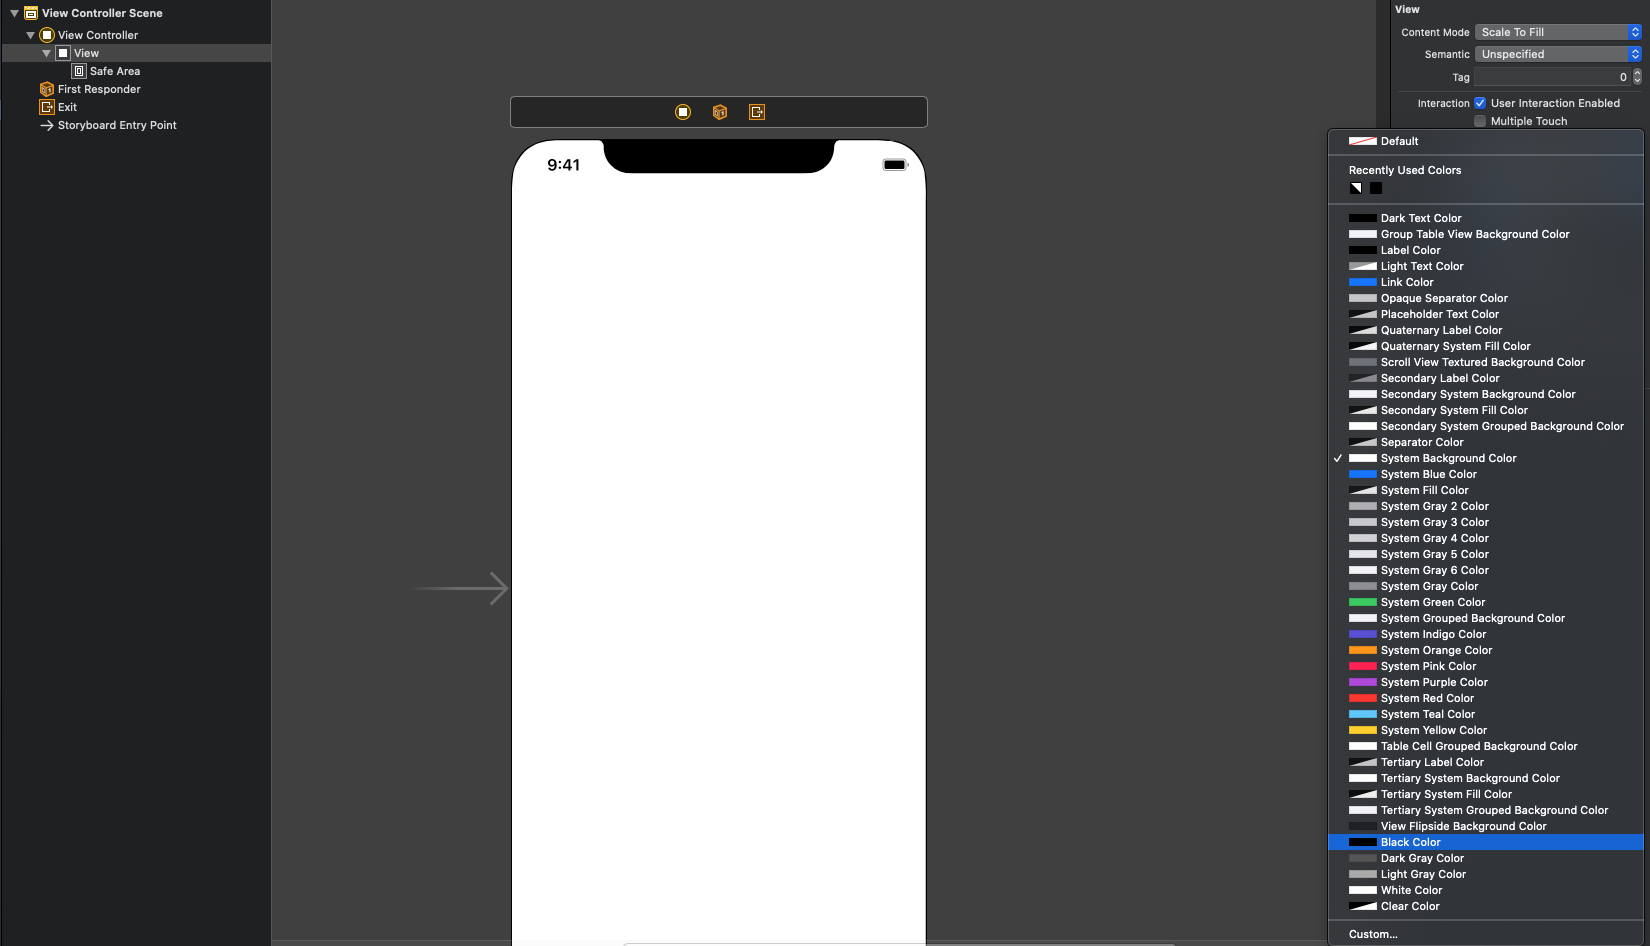 View Controller Scene
View Controller
View
Safe Area
First Responder
Exit
Storyboard Entry Point
9:41
View
Content Mode Scale To Fill
Semantic Unspecified
Tag 0
Interaction User Interaction Enabled
Multiple Touch
Default
Recently Used Colors
Dark Text Color
Group Table View Background Color
Label Color
Light Text Color
Link Color
Opaque Separator Color
Placeholder Text Color
Quaternary Label Color
Quaternary System Fill Color
Scroll View Textured Background Color
Secondary Label Color
Secondary System Background Color
Secondary System Fill Color
Secondary System Grouped Background Color
Separator Color
System Background Color
System Blue Color
System Fill Color
System Gray 2 Color
System Gray 3 Color
System Gray 4 Color
System Gray 5 Color
System Gray 6 Color
System Gray Color
System Green Color
System Grouped Background Color
System Indigo Color
System Orange Color
System Pink Color
System Purple Color
System Red Color
System Teal Color
System Yellow Color
Table Cell Grouped Background Color
Tertiary Label Color
Tertiary System Background Color
Tertiary System Fill Color
Tertiary System Grouped Background Color
View Flipside Background Color
Black Color
Dark Gray Color
Light Gray Color
White Color
Clear Color
Custom...